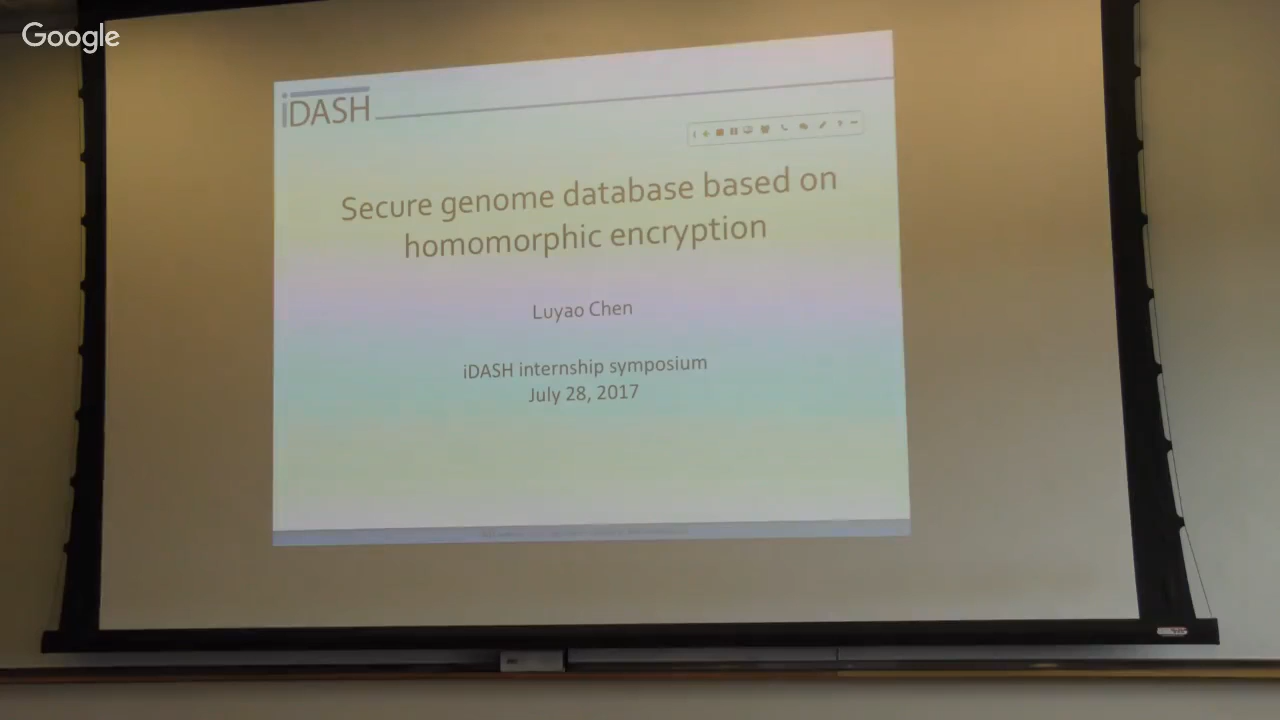 Google
iDASH
Secure genome database based on
homomorphic encryption
Luyao Chen
iDASH internship symposium
July 28, 2017